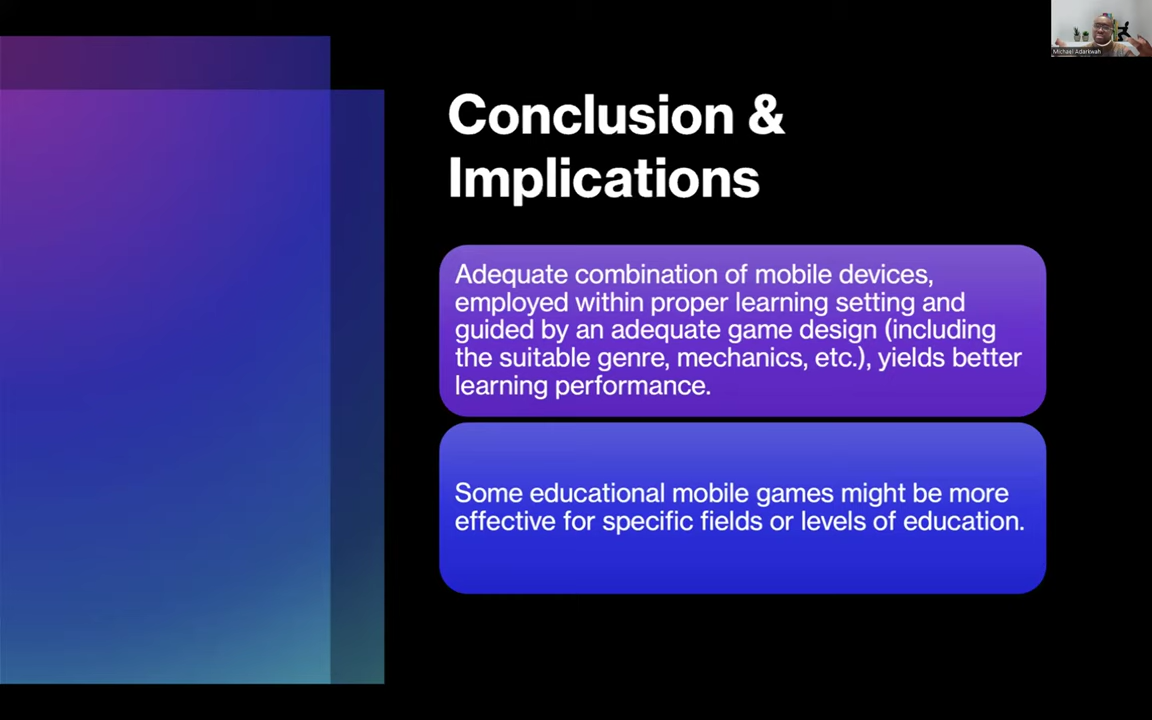 Michael Adarkwah
Conclusion &
Implications
Adequate combination of mobile devices,
employed within proper learning setting and
guided by an adequate game design (including
the suitable genre, mechanics, etc.), yields better
learning performance.
Some educational mobile games might be more
effective for specific fields or levels of education.